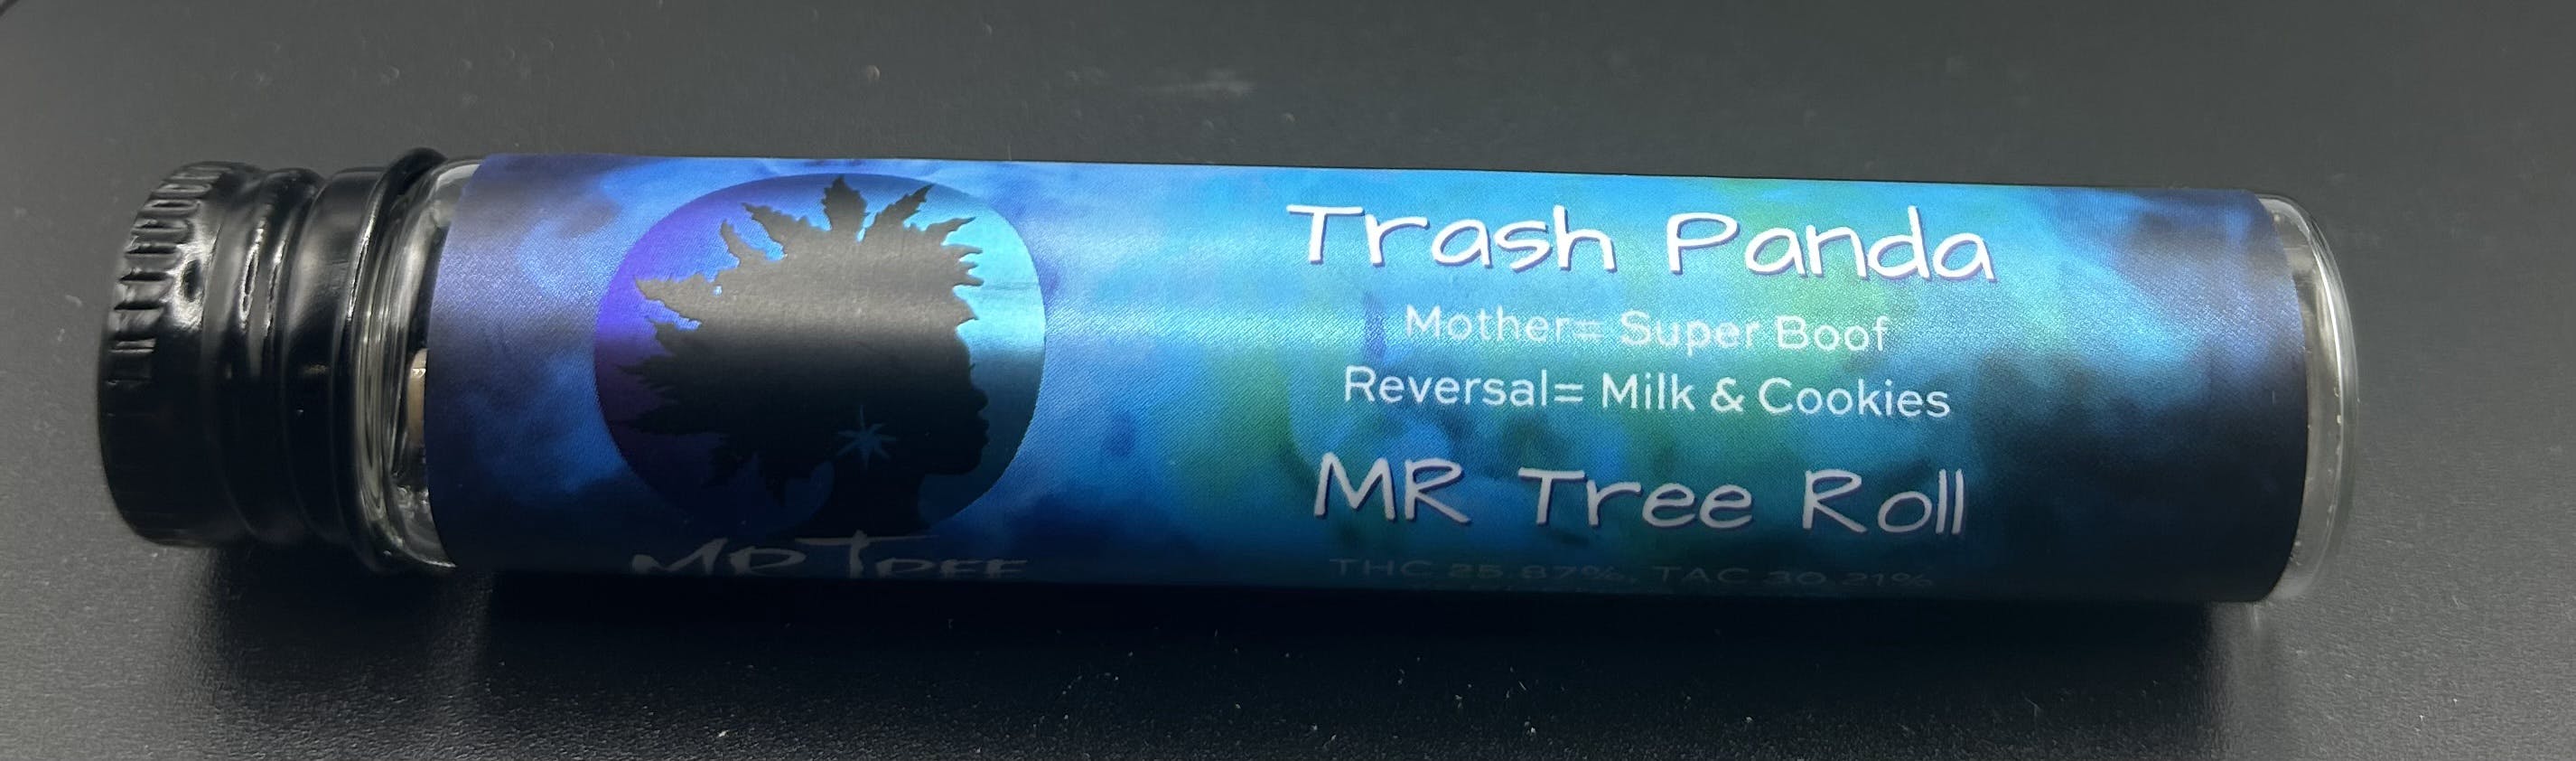 Trash Panda
Mother= Super Boof
Reversal= Milk & Cookies
MR Tree Roll
THC 25.87%, TAC 30.21%
MR TREE